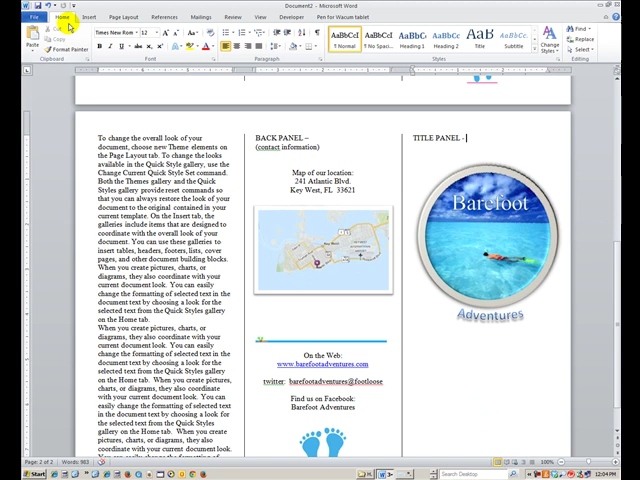 Document2 - Microsoft Word
File Home Insert Page Layout References Mailings Review View Developer Pen for Wacom tablet
Paste
Cut
Copy
Format Painter
Clipboard
Times New Rom 12
Font
Paragraph
AaBbCcI AaBbCcI AaBbC AaBbCc AaB AaBbCcI
¶ Normal ¶ No Spaci... Heading 1 Heading 2 Title Subtitle
Change Styles
Styles
Find
Replace
Select
Editing
To change the overall look of your
document, choose new Theme elements on
the Page Layout tab. To change the looks
available in the Quick Style gallery, use the
Change Current Quick Style Set command.
Both the Themes gallery and the Quick
Styles gallery provide reset commands so
that you can always restore the look of your
document to the original contained in your
current template. On the Insert tab, the
galleries include items that are designed to
coordinate with the overall look of your
document. You can use these galleries to
insert tables, headers, footers, lists, cover
pages, and other document building blocks.
When you create pictures, charts, or
diagrams, they also coordinate with your
current document look. You can easily
change the formatting of selected text in the
document text by choosing a look for the
selected text from the Quick Styles gallery
on the Home tab.
When you create pictures, charts, or
diagrams, they also coordinate with your
current document look. You can easily
change the formatting of selected text in the
document text by choosing a look for the
selected text from the Quick Styles gallery
on the Home tab. When you create pictures,
charts, or diagrams, they also coordinate
with your current document look. You can
easily change the formatting of selected text
in the document text by choosing a look for
the selected text from the Quick Styles
gallery on the Home tab. When you create
pictures, charts, or diagrams, they also
coordinate with your current document look.
You can easily change the formatting of
BACK PANEL –
(contact information)
Map of our location:
241 Atlantic Blvd.
Key West, FL 33621
On the Web:
www.barefootadventures.com
twitter: barefootadventures@footloose
Find us on Facebook:
Barefoot Adventures
TITLE PANEL -
Barefoot
Adventures
Page: 2 of 2 Words: 983 100%
Start Search Desktop 12:04 PM